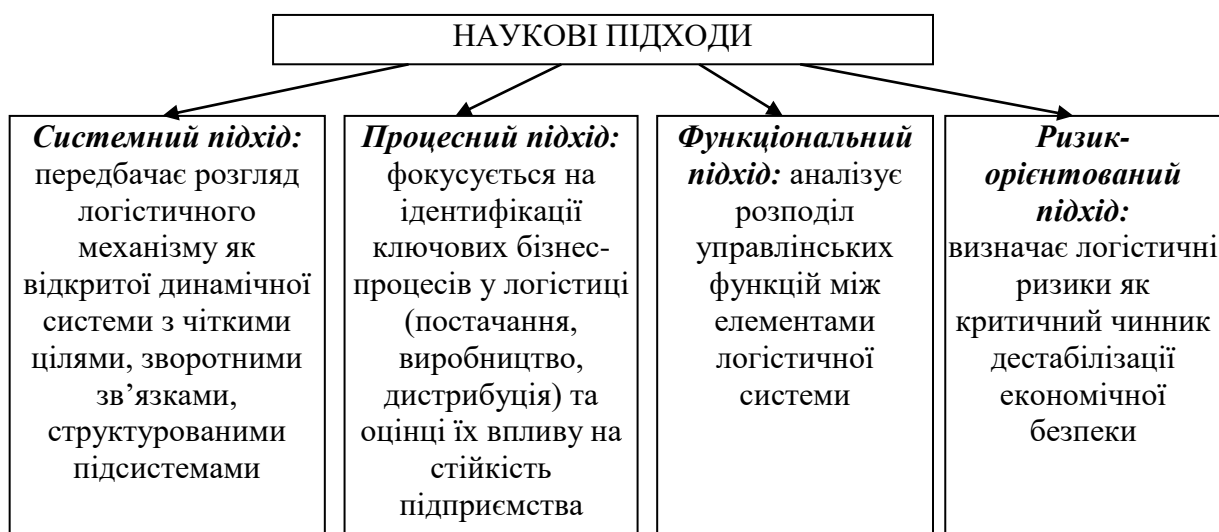 НАУКОВІ ПІДХОДИ
Системний підхід:
передбачає розгляд
логістичного
механізму як
відкритої динамічної
системи з чіткими
цілями, зворотними
зв’язками,
структурованими
підсистемами
Процесний підхід:
фокусується на
ідентифікації
ключових бізнес-
процесів у логістиці
(постачання,
виробництво,
дистрибуція) та
оцінці їх впливу на
стійкість
підприємства
Функціональний
підхід: аналізує
розподіл
управлінських
функцій між
елементами
логістичної
системи
Ризик-
орієнтований
підхід:
визначає логістичні
ризики як
критичний чинник
дестабілізації
економічної
безпеки